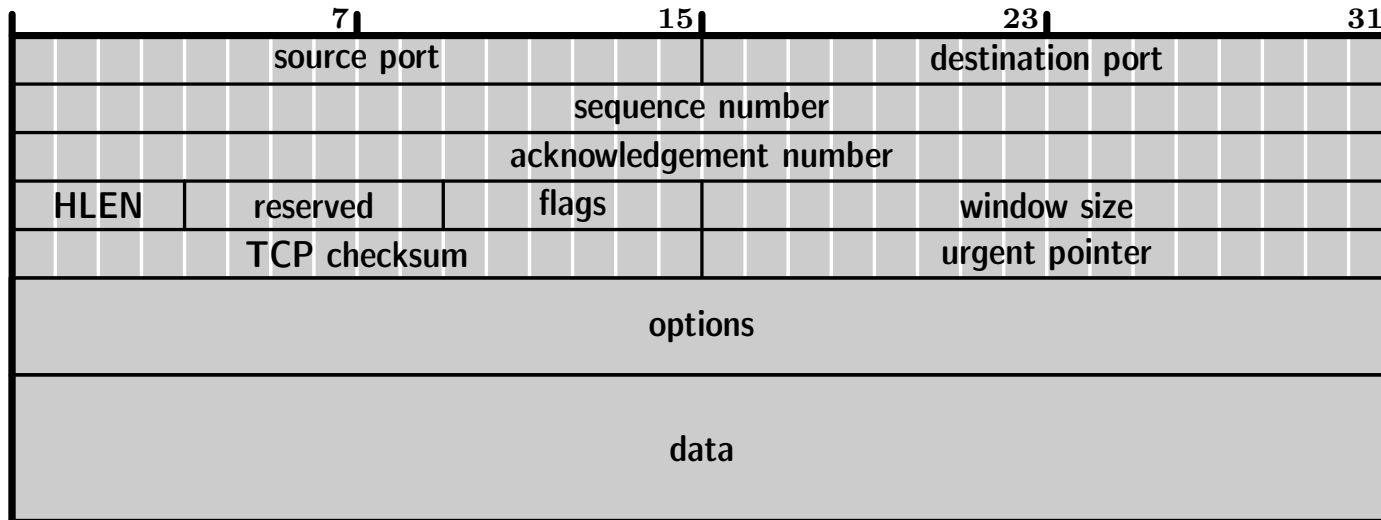 7 15 23 31
source port destination port
sequence number
acknowledgement number
HLEN reserved flags window size
TCP checksum urgent pointer
options
data